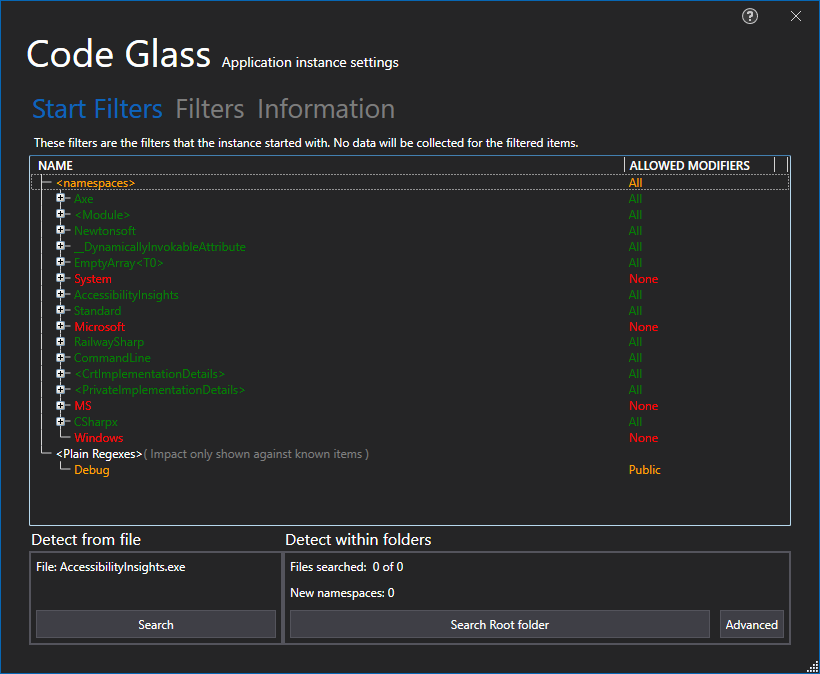 Code Glass Application instance settings
Start Filters Filters Information
These filters are the filters that the instance started with. No data will be collected for the filtered items.
NAME ALLOWED MODIFIERS
<namespaces> All
Axe All
<Module> All
Newtonsoft All
__DynamicallyInvokableAttribute All
EmptyArray<T0> All
System None
AccessibilityInsights All
Standard All
Microsoft None
RailwaySharp All
CommandLine All
<CrtImplementationDetails> All
<PrivateImplementationDetails> All
MS None
CSharpx All
Windows None
<Plain Regexes>( Impact only shown against known items )
Debug Public
Detect from file Detect within folders
File: AccessibilityInsights.exe Files searched: 0 of 0
New namespaces: 0
Search Search Root folder Advanced